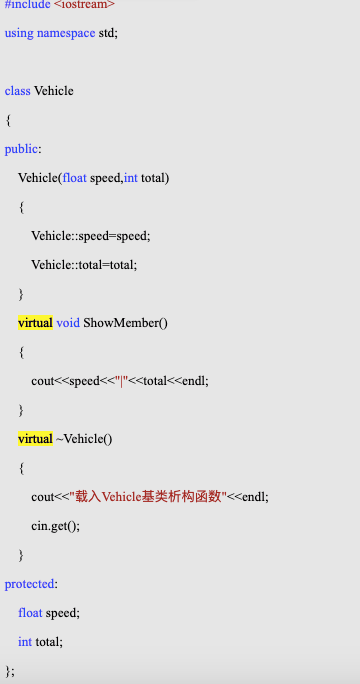 #include <iostream>
using namespace std;
class Vehicle
{
public:
Vehicle(float speed,int total)
{
Vehicle::speed=speed;
Vehicle::total=total;
}
virtual void ShowMember()
{
cout<<speed<<"|"<<total<<endl;
}
virtual ~Vehicle()
{
cout<<"载入Vehicle基类析构函数"<<endl;
cin.get();
}
protected:
float speed;
int total;
};